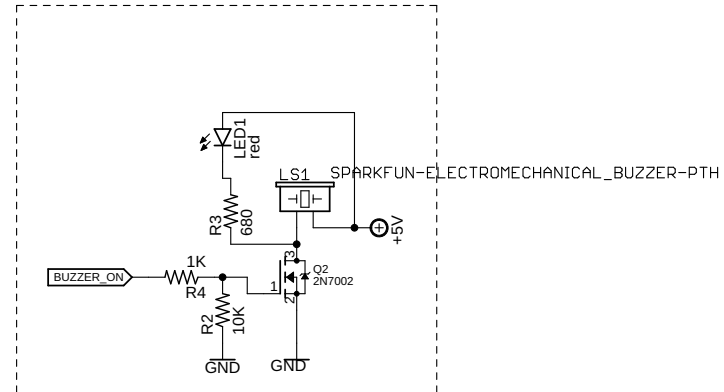 LED1
red
LS1
SPARKFUN-ELECTROMECHANICAL_BUZZER-PTH
R3
680
+5V
3
Q2
2N7002
1K
BUZZER_ON
R4
1
2
R2
10K
GND
GND